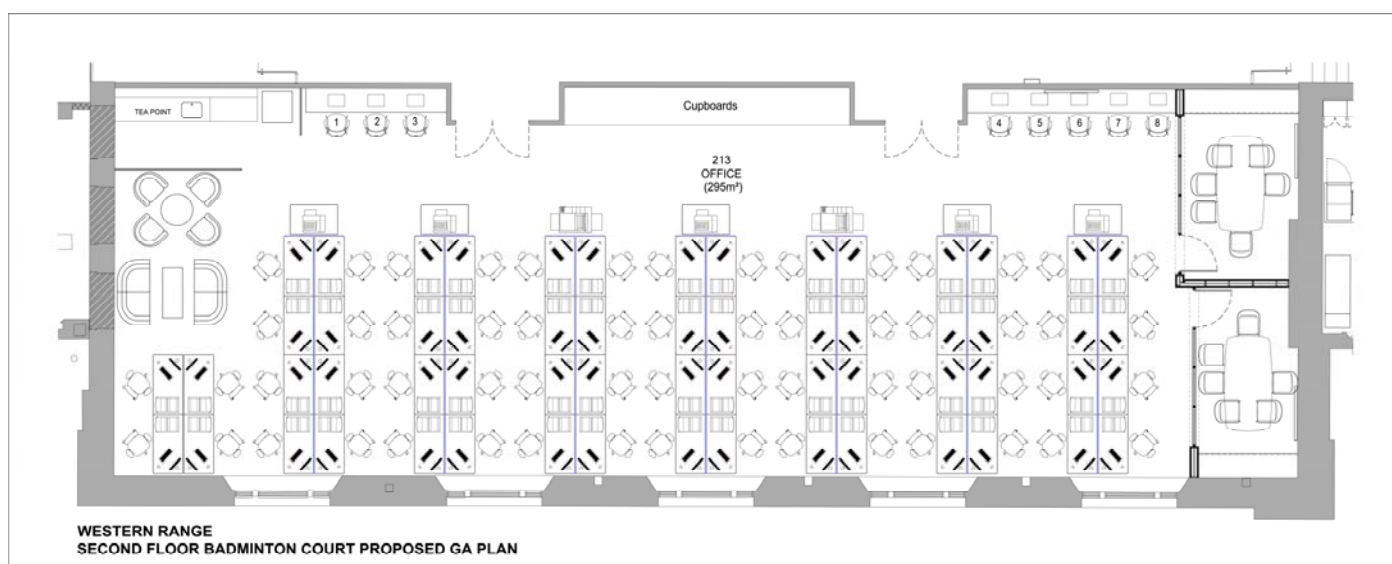 TEA POINT
1 2 3
Cupboards
4 5 6 7 8
213
OFFICE
(295m²)
WESTERN RANGE
SECOND FLOOR BADMINTON COURT PROPOSED GA PLAN